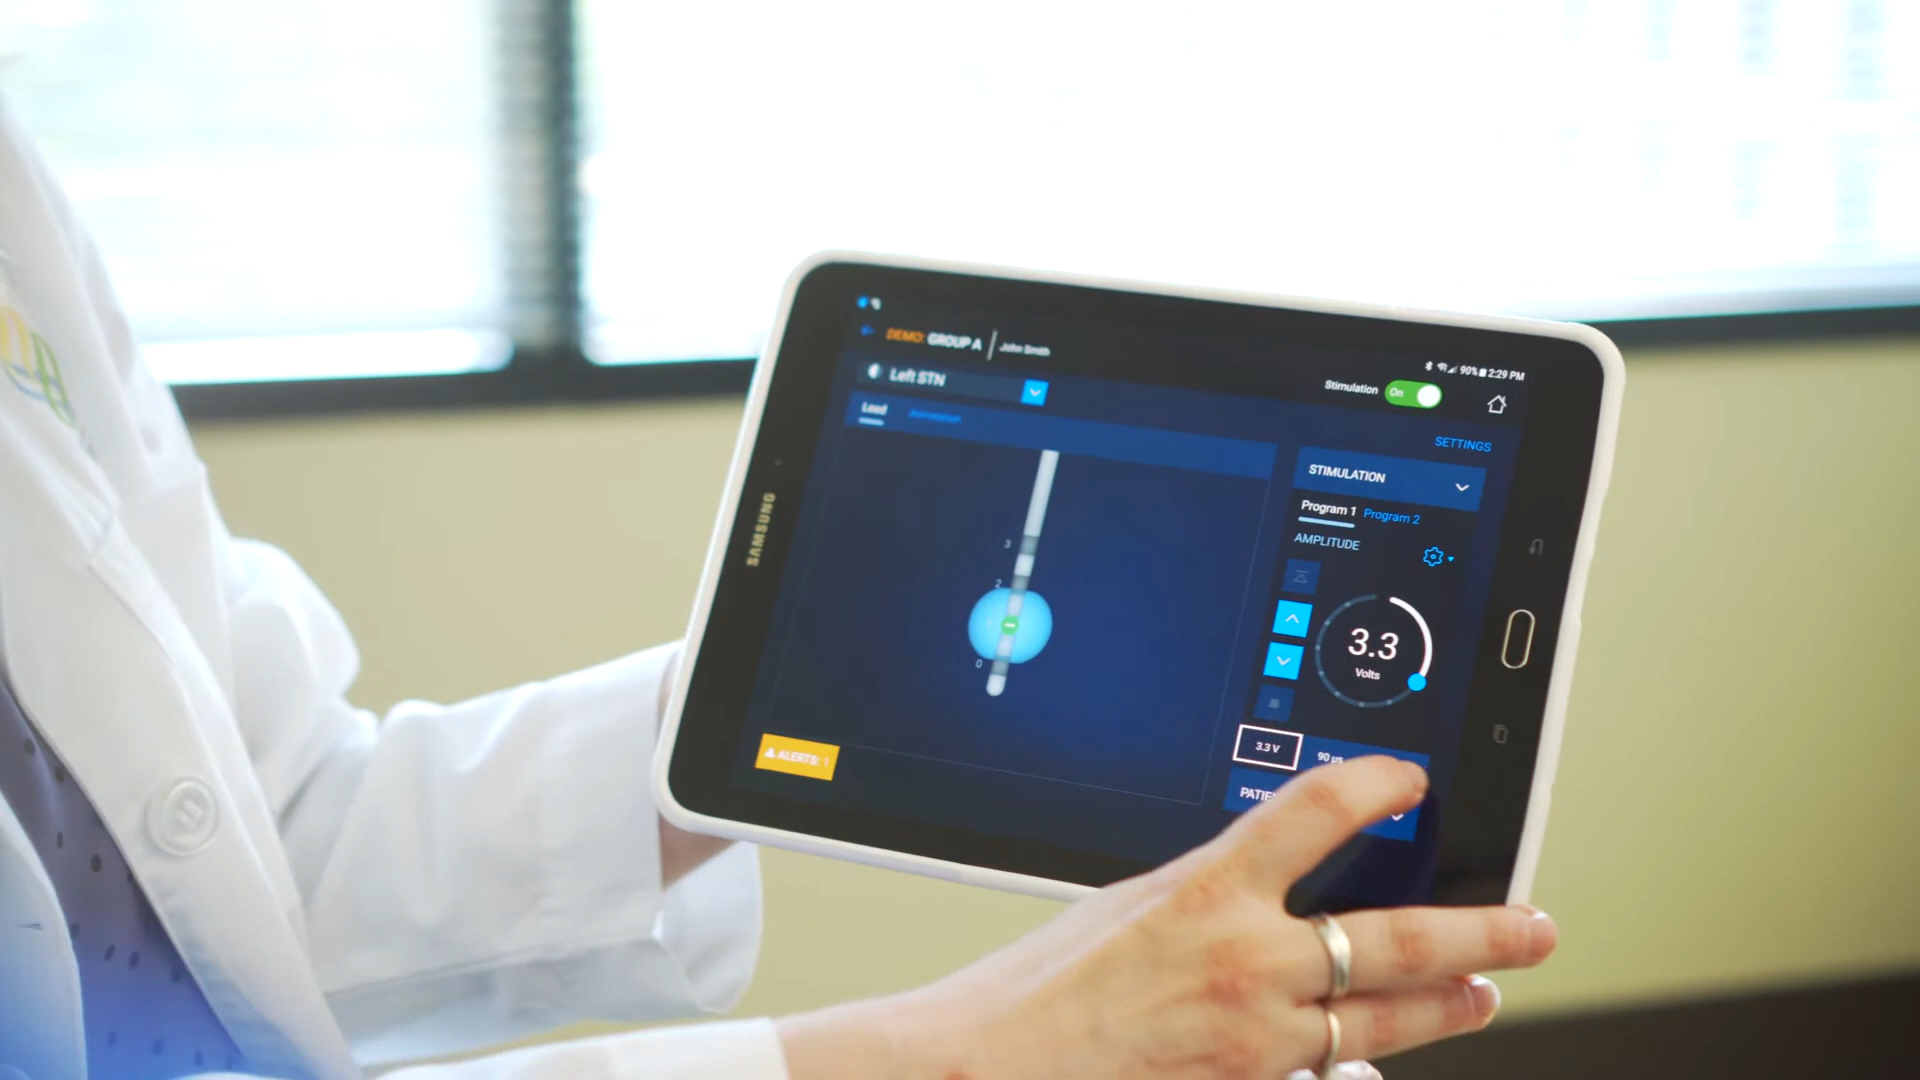 DEMO: GROUP A | John Smith
90% 2:29 PM
Stimulation On
Left STN
Lead
SETTINGS
STIMULATION
Program 1 Program 2
AMPLITUDE
3
2
0
3.3
Volts
3.3 V 90 µs
ALERTS: 1
SAMSUNG